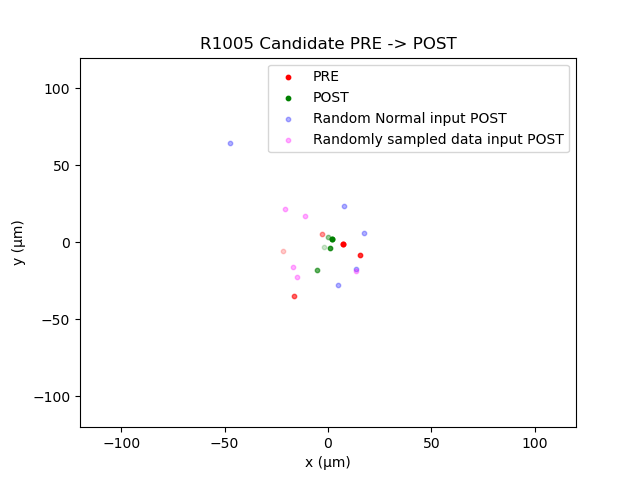 R1005 Candidate PRE -> POST
PRE
POST
Random Normal input POST
Randomly sampled data input POST
100
50
0
−50
−100
y (μm)
−100 −50 0 50 100
x (μm)